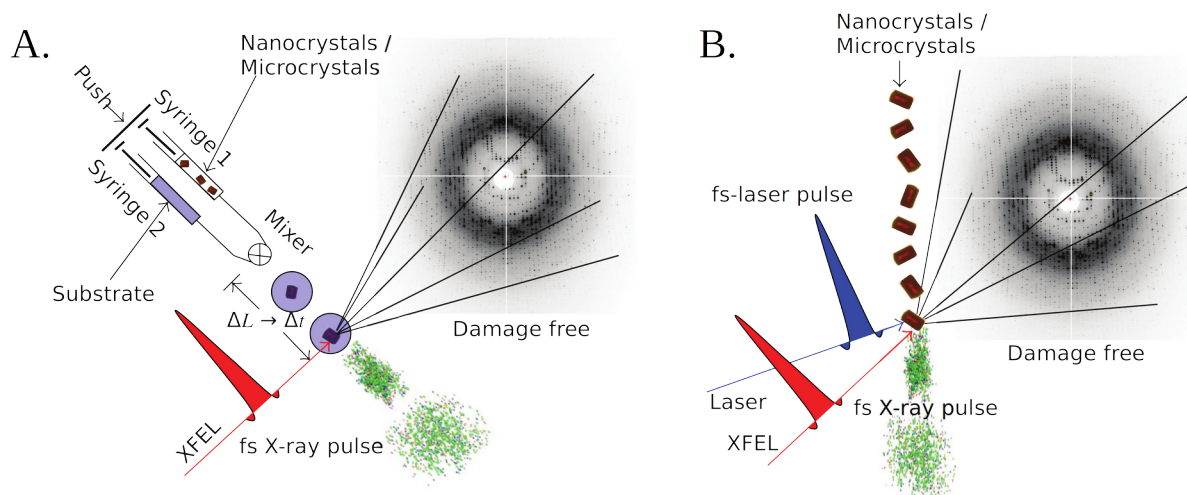 A.
Nanocrystals /
Microcrystals
Push
Syringe 1
Syringe 2
Mixer
Substrate
ΔL → Δt
Damage free
XFEL
fs X-ray pulse
B.
Nanocrystals /
Microcrystals
fs-laser pulse
Damage free
Laser
fs X-ray pulse
XFEL